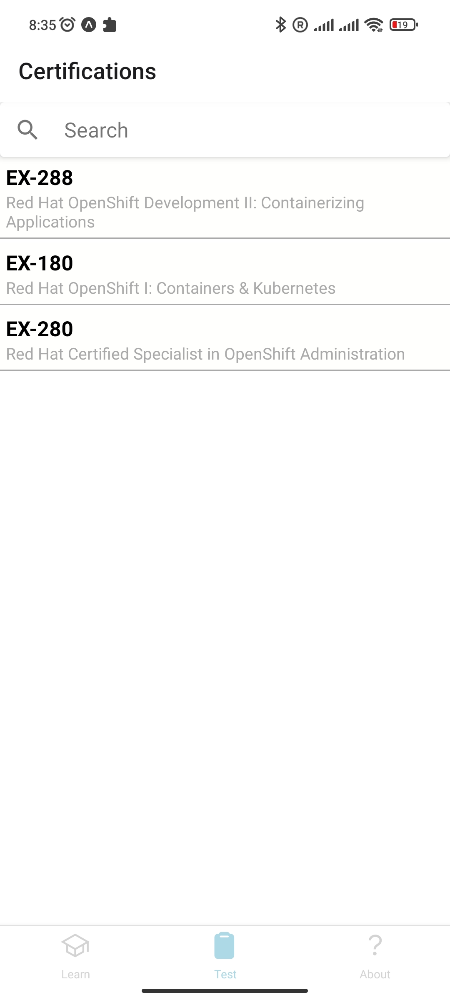 8:35
19
Certifications
Search
EX-288
Red Hat OpenShift Development II: Containerizing
Applications
EX-180
Red Hat OpenShift I: Containers & Kubernetes
EX-280
Red Hat Certified Specialist in OpenShift Administration
Learn
Test
About